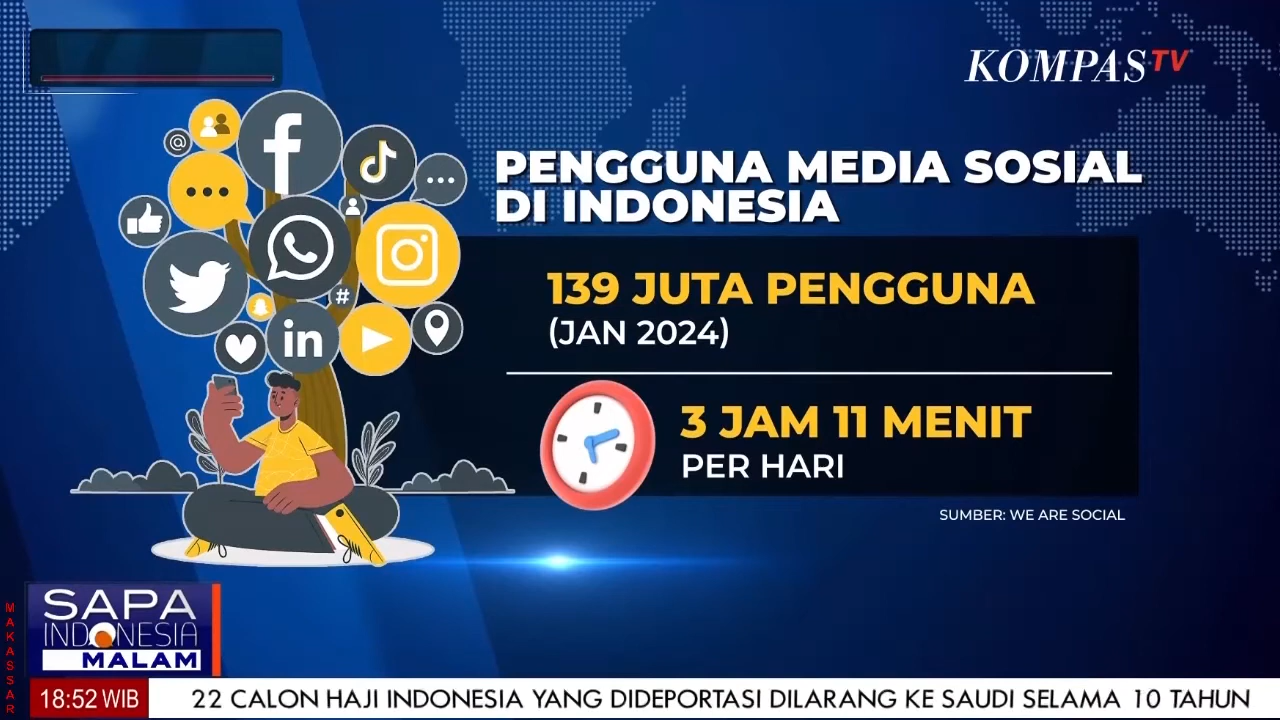 KOMPAS TV
PENGGUNA MEDIA SOSIAL
DI INDONESIA
139 JUTA PENGGUNA
(JAN 2024)
3 JAM 11 MENIT
PER HARI
SUMBER: WE ARE SOCIAL
@
f
#
in
SAPA
INDONESIA
MALAM
MAKASSAR
18:52 WIB
22 CALON HAJI INDONESIA YANG DIDEPORTASI DILARANG KE SAUDI SELAMA 10 TAHUN